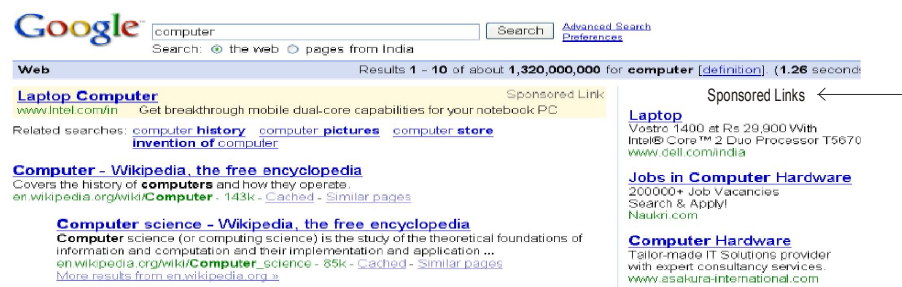 Google
computer
Search
Advanced Search
Preferences
Search: the web pages from India
Web
Results 1 - 10 of about 1,320,000,000 for computer [definition]. (1.26 second
Laptop Computer
Sponsored Link
www.Intel.com/in Get breakthrough mobile dual-core capabilities for your notebook PC
Related searches: computer history computer pictures computer store
invention of computer
Computer - Wikipedia, the free encyclopedia
Covers the history of computers and how they operate.
en.wikipedia.org/wiki/Computer - 143k - Cached - Similar pages
Computer science - Wikipedia, the free encyclopedia
Computer science (or computing science) is the study of the theoretical foundations of
information and computation and their implementation and application ...
en.wikipedia.org/wiki/Computer_science - 85k - Cached - Similar pages
More results from en.wikipedia.org »
Sponsored Links
Laptop
Vostro 1400 at Rs 29,900 With
Intel® Core™ 2 Duo Processor T5670
www.dell.com/india
Jobs in Computer Hardware
200000+ Job Vacancies
Search & Apply!
Naukri.com
Computer Hardware
Tailor-made IT Solutions provider
with expert consultancy services.
www.asakura-international.com